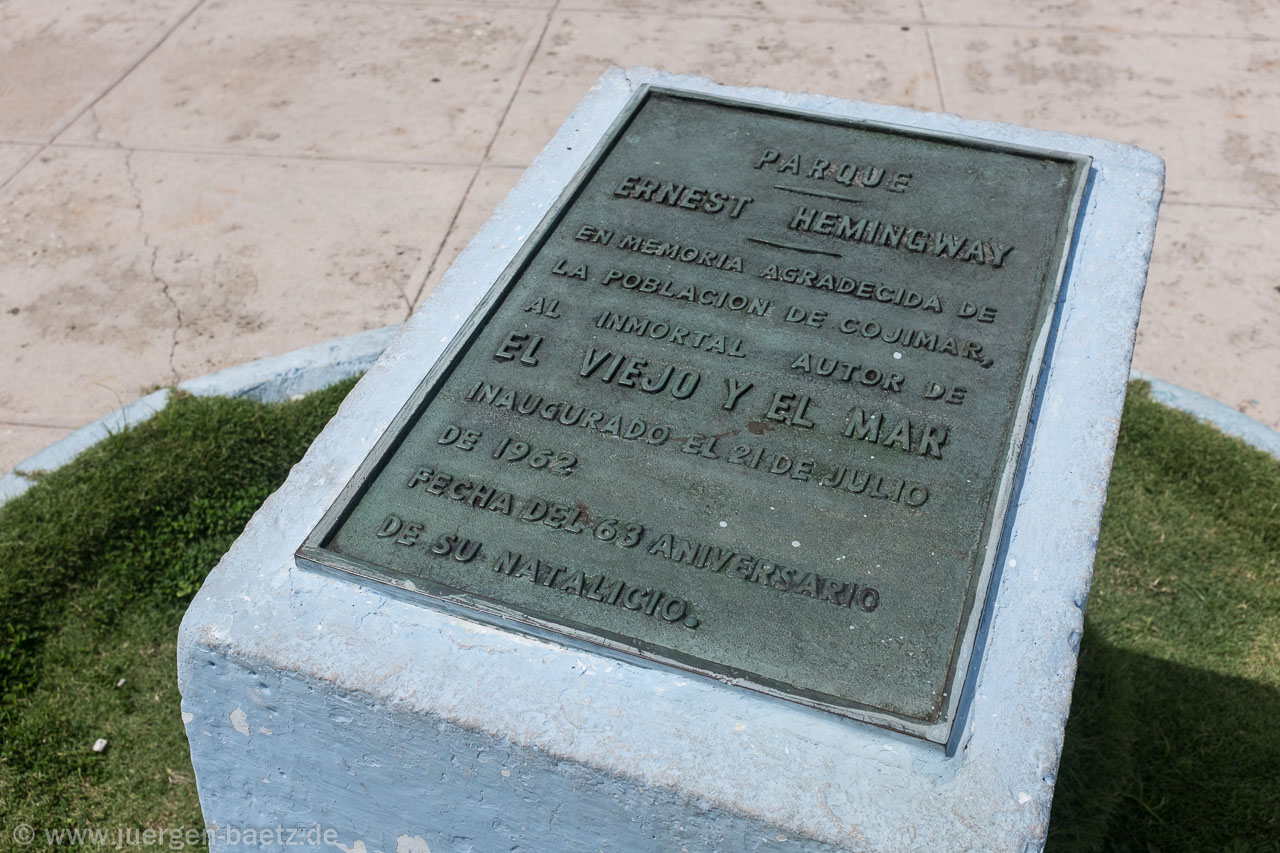 PARQUE
ERNEST HEMINGWAY
EN MEMORIA AGRADECIDA DE
LA POBLACION DE COJIMAR,
AL INMORTAL AUTOR DE
EL VIEJO Y EL MAR
INAUGURADO EL 21 DE JULIO
DE 1962
FECHA DEL 63 ANIVERSARIO
DE SU NATALICIO.
© www.juergen-baetz.de